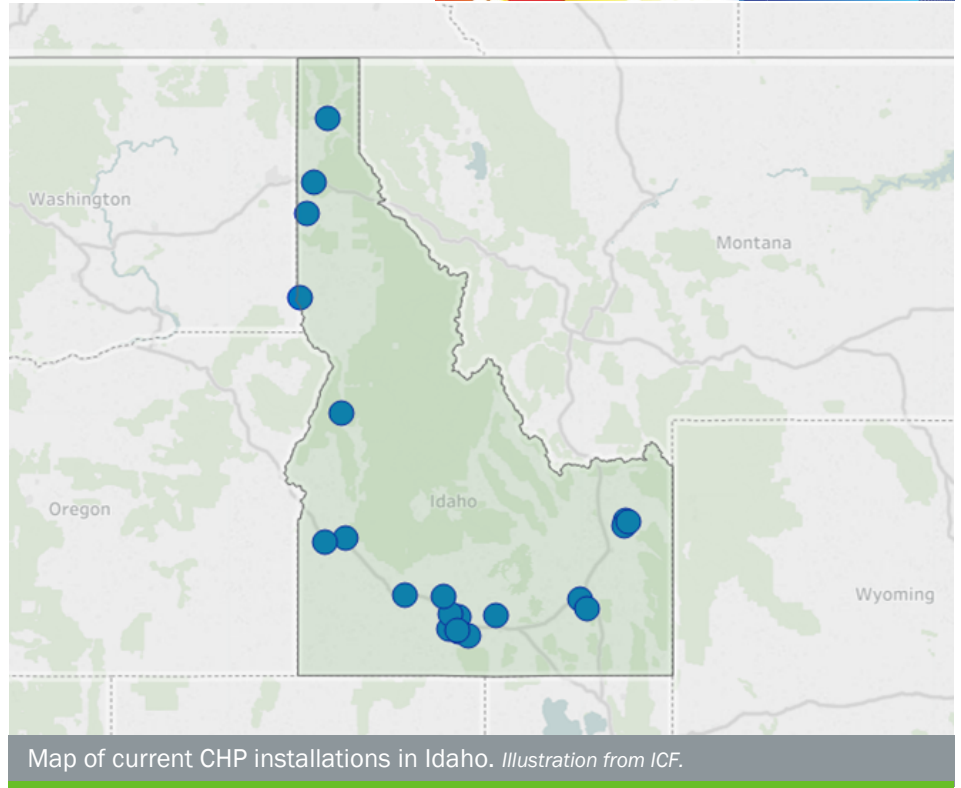 Washington
Montana
Idaho
Oregon
Wyoming
Map of current CHP installations in Idaho. Illustration from ICF.